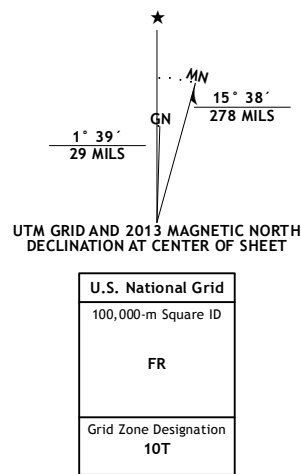 ★
MN
15° 38´
278 MILS
GN
1° 39´
29 MILS
UTM GRID AND 2013 MAGNETIC NORTH
DECLINATION AT CENTER OF SHEET
U.S. National Grid
100,000-m Square ID
FR
Grid Zone Designation
10T